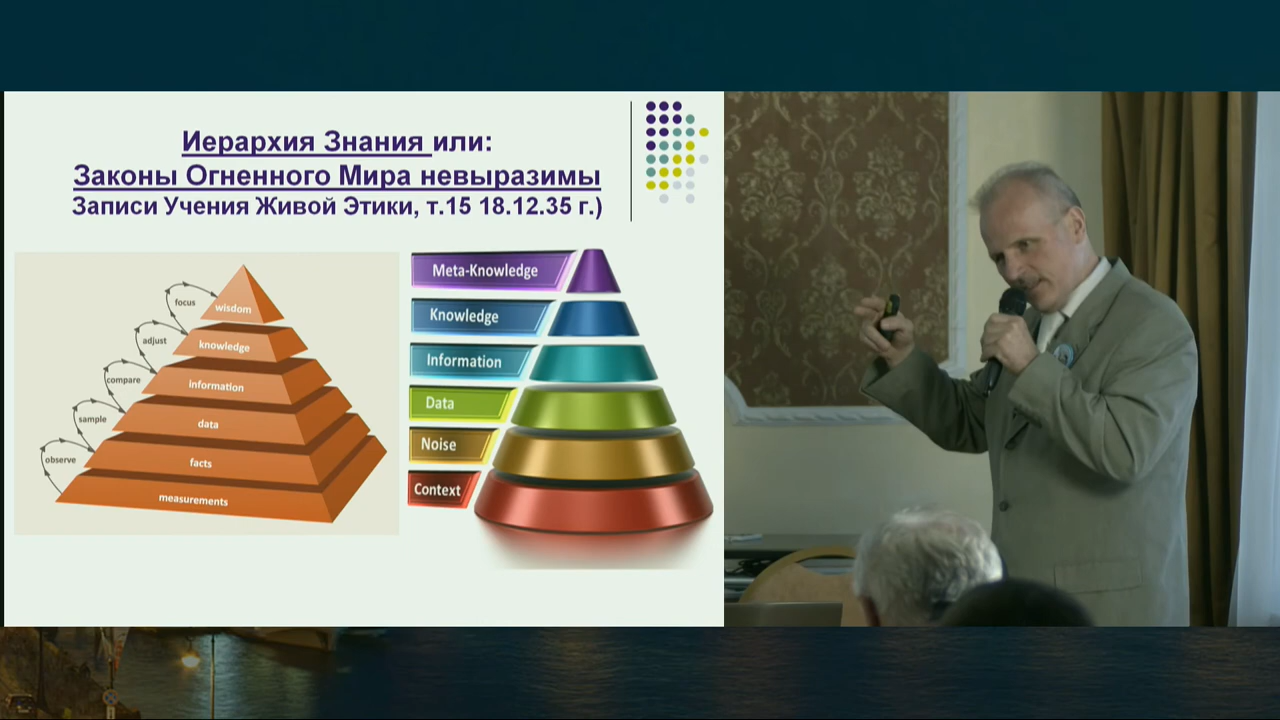 Иерархия Знания или:
Законы Огненного Мира невыразимы
Записи Учения Живой Этики, т.15 18.12.35 г.)
focus
wisdom
adjust
knowledge
compare
information
sample
data
observe
facts
measurements
Meta-Knowledge
Knowledge
Information
Data
Noise
Context